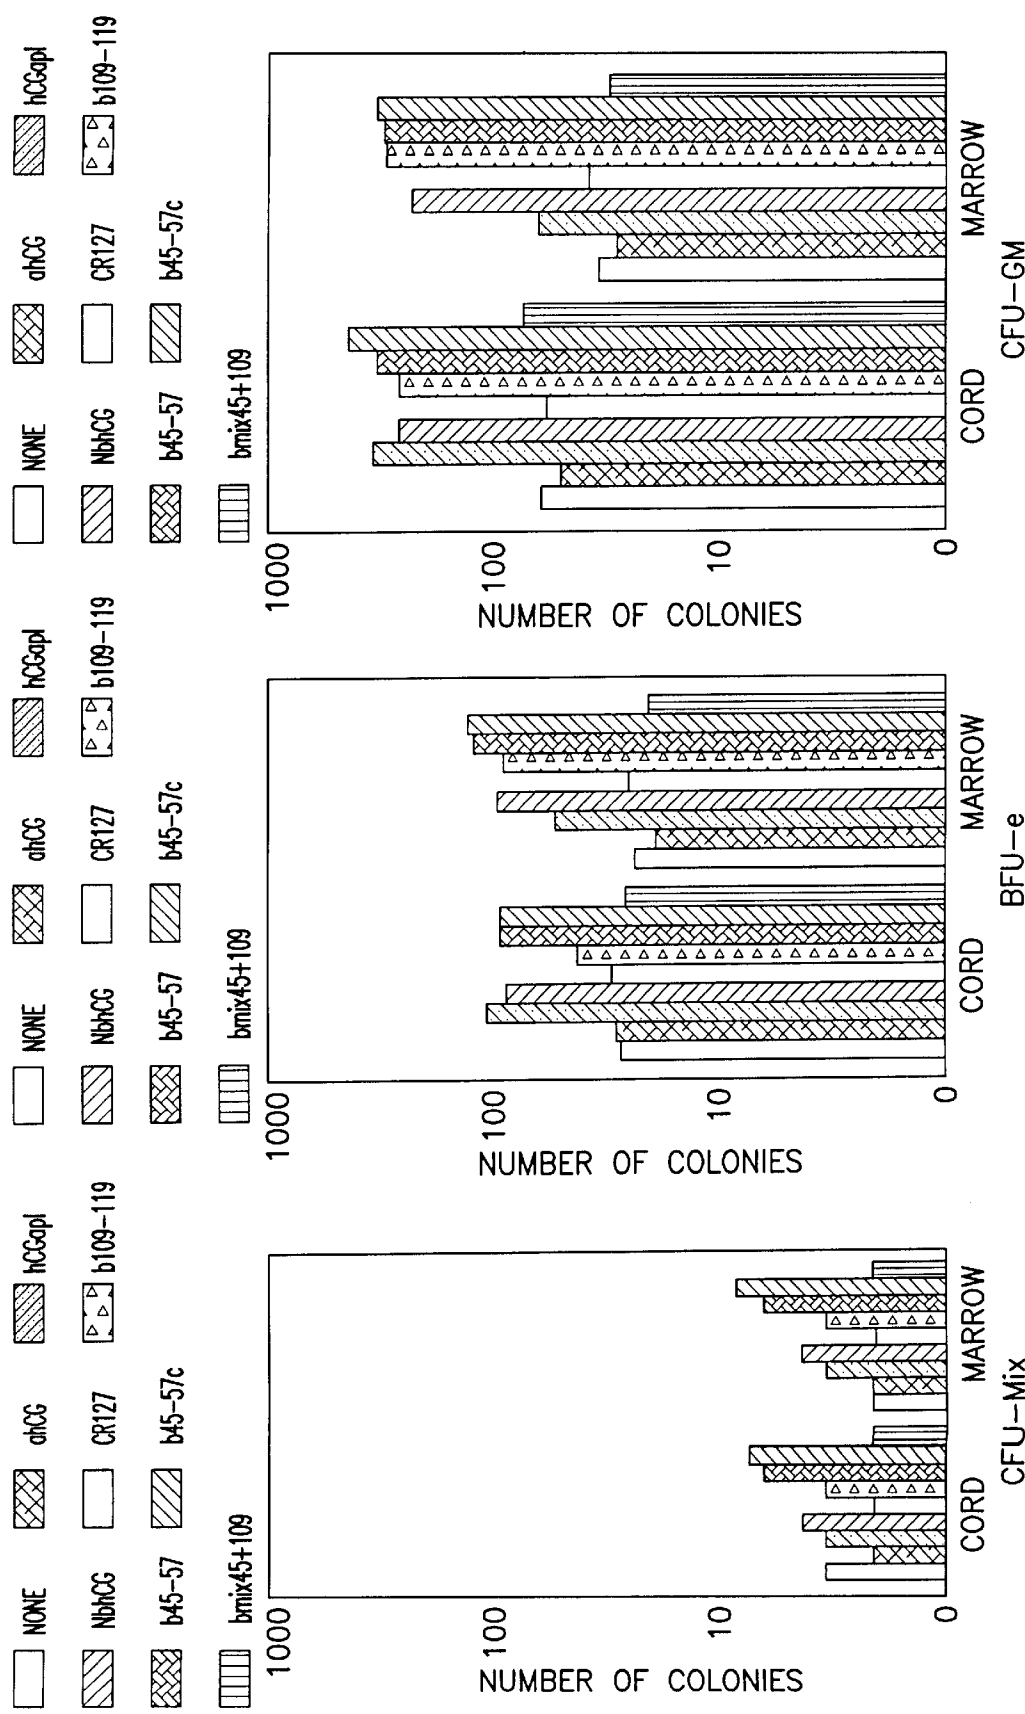 NONE ahCG hCGapl
NbhCG CR127 b109-119
b45-57 b45-57c
bmix45+109
1000
100
10
0
NUMBER OF COLONIES
CORD MARROW
CFU-Mix
NONE ahCG hCGapl
NbhCG CR127 b109-119
b45-57 b45-57c
bmix45+109
1000
100
10
0
NUMBER OF COLONIES
CORD MARROW
BFU-e
NONE ahCG hCGapl
NbhCG CR127 b109-119
b45-57 b45-57c
bmix45+109
1000
100
10
0
NUMBER OF COLONIES
CORD MARROW
CFU-GM